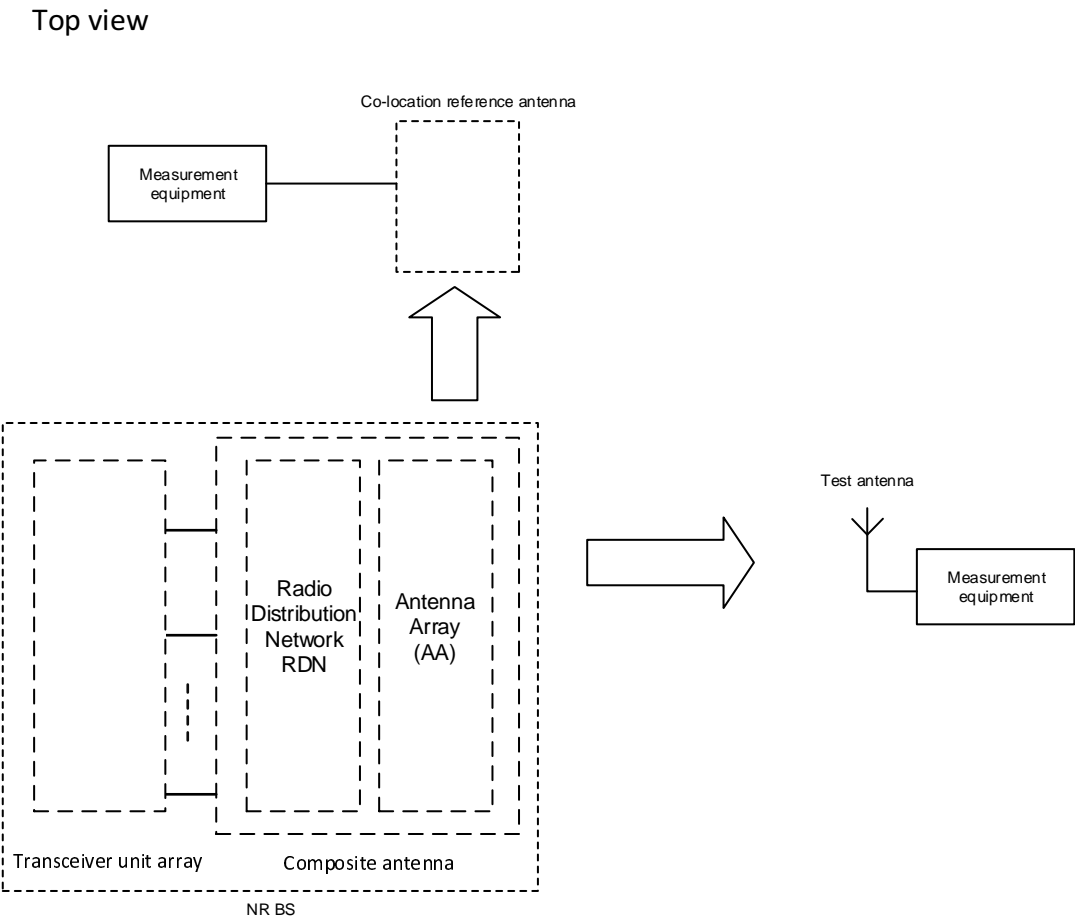 Top view
Co-location reference antenna
Measurement
equipment
Test antenna
Measurement
equipment
Radio
Distribution
Network
RDN
Antenna
Array
(AA)
Transceiver unit array
Composite antenna
NR BS